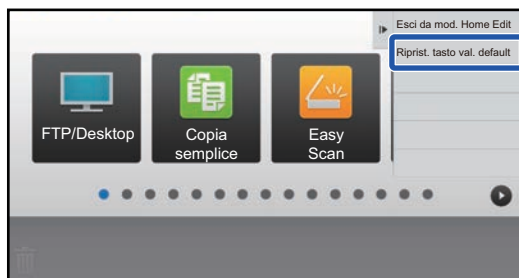 Esci da mod. Home Edit
Riprist. tasto val. default
FTP/Desktop
Copia
semplice
Easy
Scan